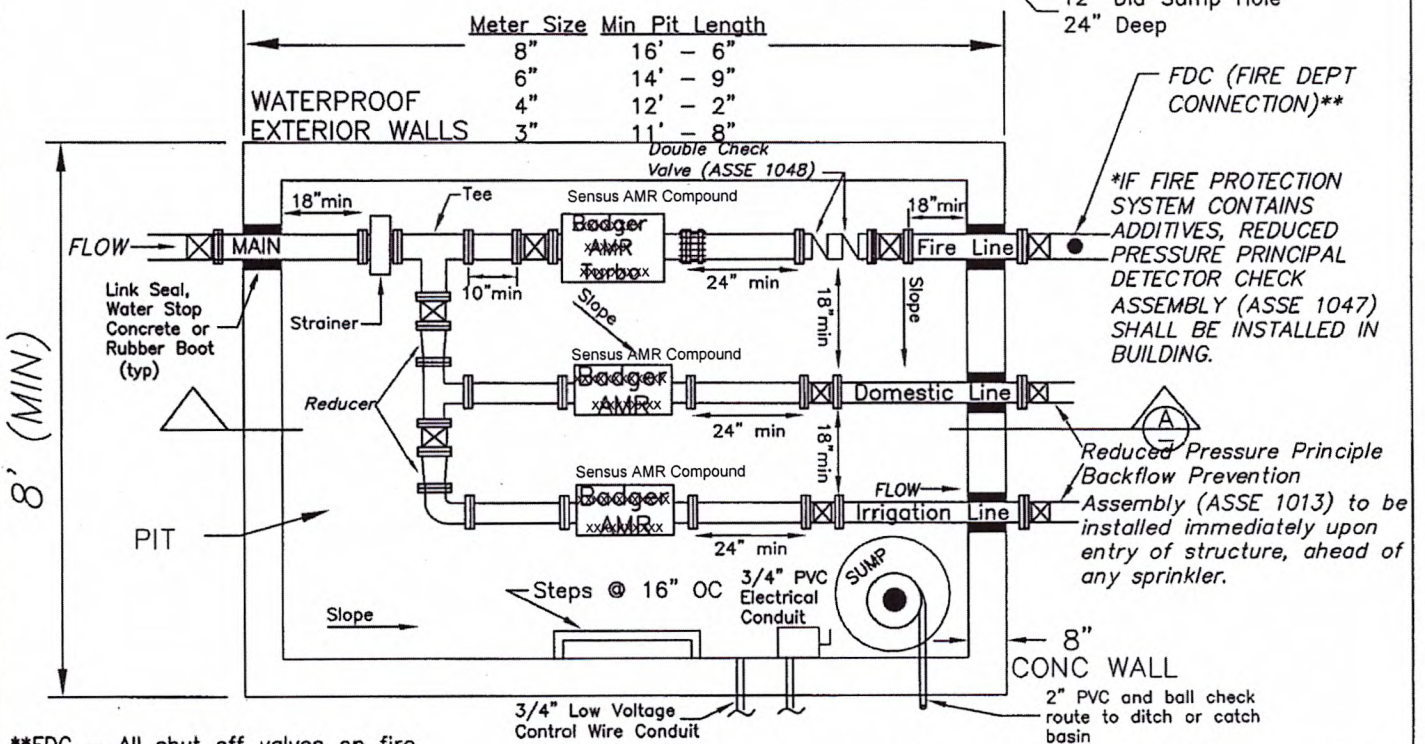 12" Dia Sump Hole
24" Deep
Meter Size Min Pit Length
8" 16' - 6"
6" 14' - 9"
4" 12' - 2"
3" 11' - 8"
WATERPROOF
EXTERIOR WALLS
FDC (FIRE DEPT
CONNECTION)**
Double Check
Valve (ASSE 1048)
*IF FIRE PROTECTION
SYSTEM CONTAINS
ADDITIVES, REDUCED
PRESSURE PRINCIPAL
DETECTOR CHECK
ASSEMBLY (ASSE 1047)
SHALL BE INSTALLED IN
BUILDING.
18"min
Tee
Sensus AMR Compound
Badger
AMR
Turbo
18"min
FLOW
MAIN
Fire Line
10"min
24" min
Link Seal,
Water Stop
Concrete or
Rubber Boot
(typ)
Strainer
Slope
18"min
Slope
8' (MIN)
Sensus AMR Compound
Badger
AMR
Domestic Line
Reducer
24" min
18"min
A
Reduced Pressure Principle
Backflow Prevention
Assembly (ASSE 1013) to be
installed immediately upon
entry of structure, ahead of
any sprinkler.
Sensus AMR Compound
Badger
AMR
FLOW
Irrigation Line
PIT
24" min
Steps @ 16" OC
3/4" PVC
Electrical
Conduit
SUMP
Slope
8"
CONC WALL
3/4" Low Voltage
Control Wire Conduit
2" PVC and ball check
route to ditch or catch
basin
**FDC - All shut off valves on fire